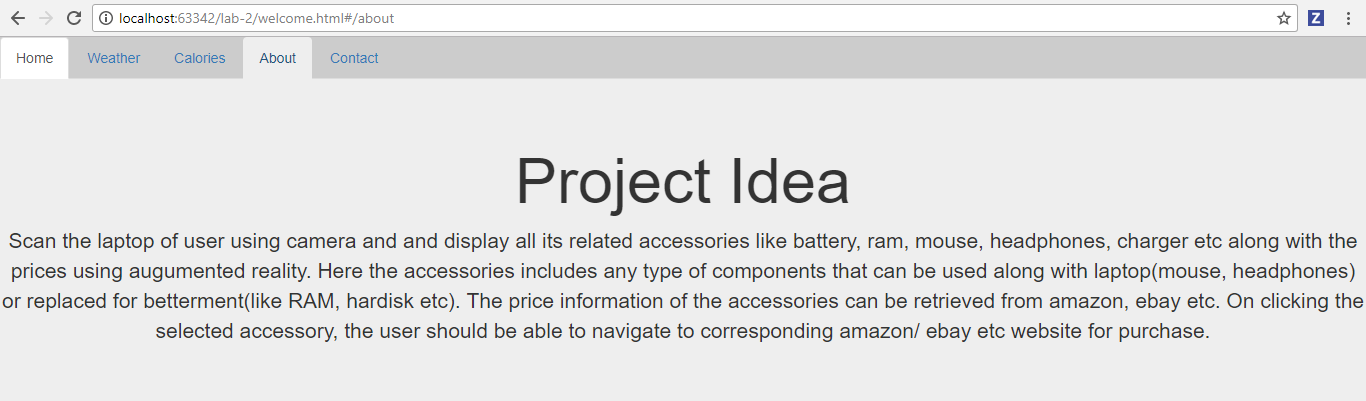 localhost:63342/lab-2/welcome.html#/about
Z
Home Weather Calories About Contact
Project Idea
Scan the laptop of user using camera and and display all its related accessories like battery, ram, mouse, headphones, charger etc along with the
prices using augumented reality. Here the accessories includes any type of components that can be used along with laptop(mouse, headphones)
or replaced for betterment(like RAM, hardisk etc). The price information of the accessories can be retrieved from amazon, ebay etc. On clicking the
selected accessory, the user should be able to navigate to corresponding amazon/ ebay etc website for purchase.